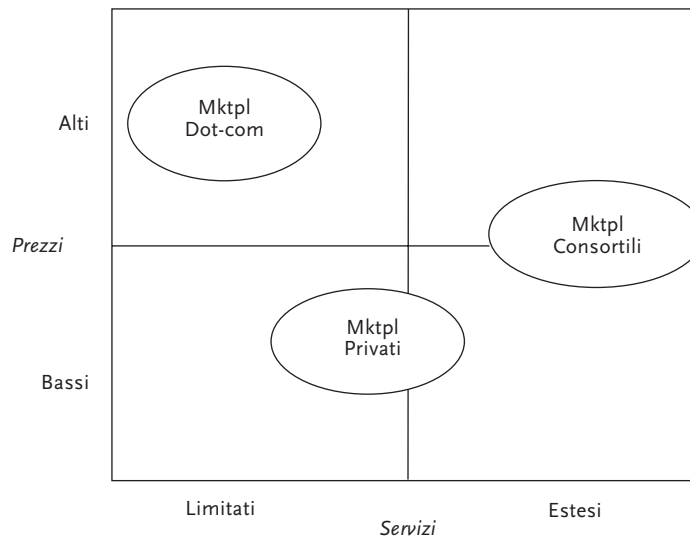 Mktpl
Dot-com
Alti
Mktpl
Consortili
Prezzi
Mktpl
Privati
Bassi
Limitati
Estesi
Servizi